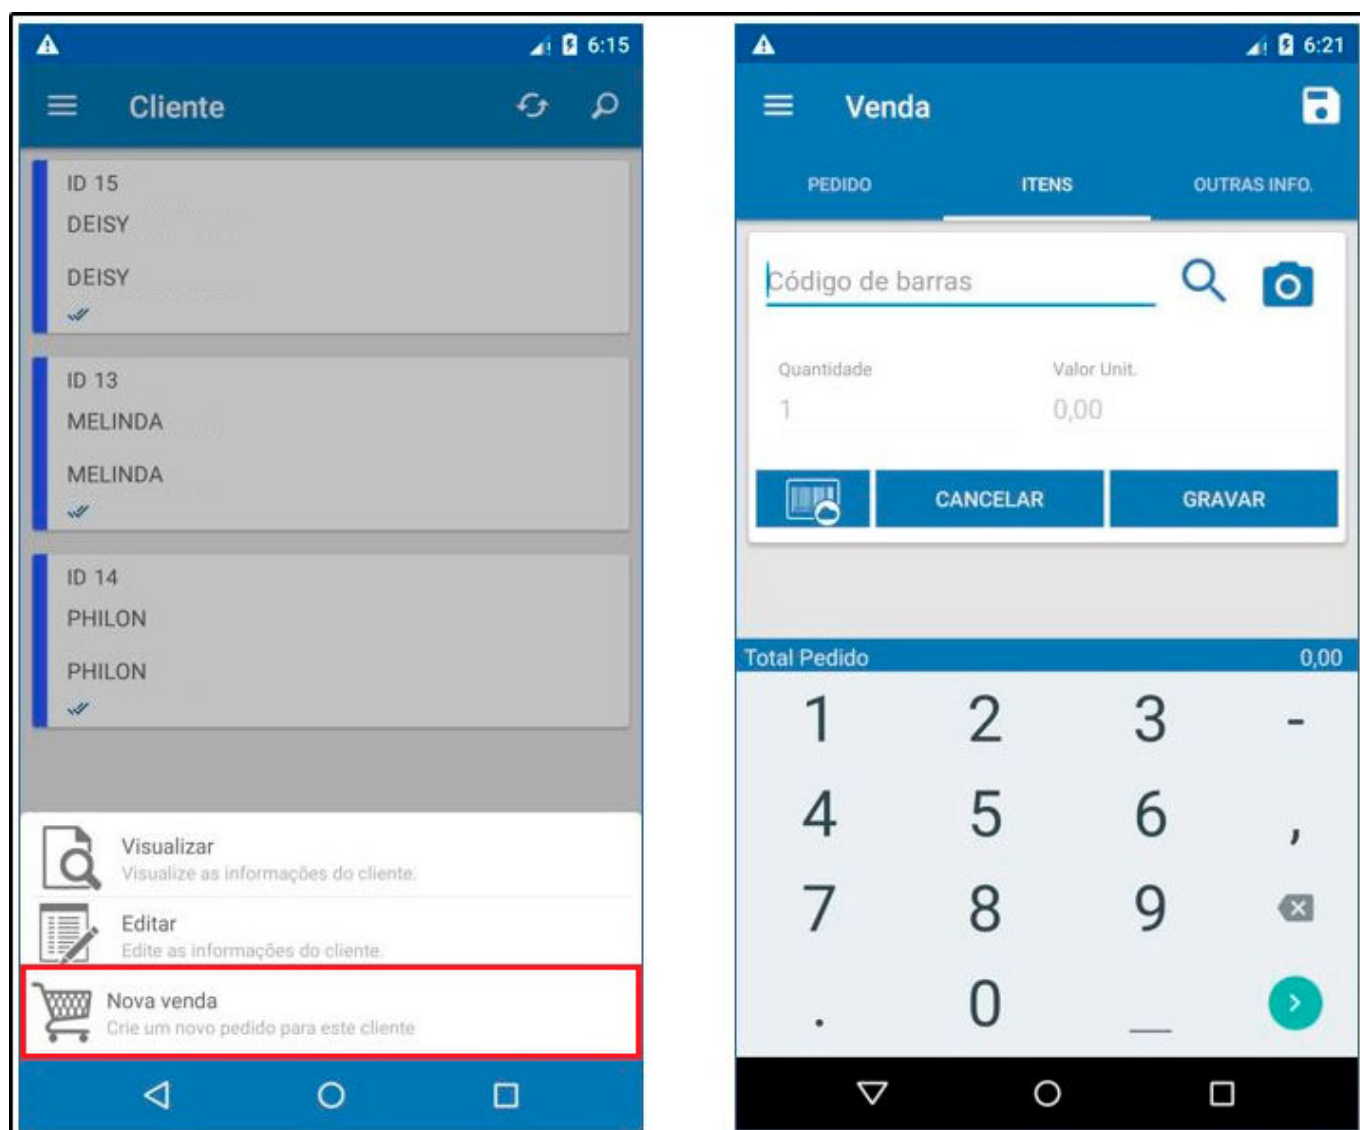 6:15
Cliente
ID 15
DEISY
DEISY
ID 13
MELINDA
MELINDA
ID 14
PHILON
PHILON
Visualizar
Visualize as informações do cliente.
Editar
Edite as informações do cliente.
Nova venda
Crie um novo pedido para este cliente
6:21
Venda
PEDIDO ITENS OUTRAS INFO.
Código de barras
Quantidade Valor Unit.
1 0,00
CANCELAR GRAVAR
Total Pedido 0,00
1 2 3 -
4 5 6 ,
7 8 9
. 0 _